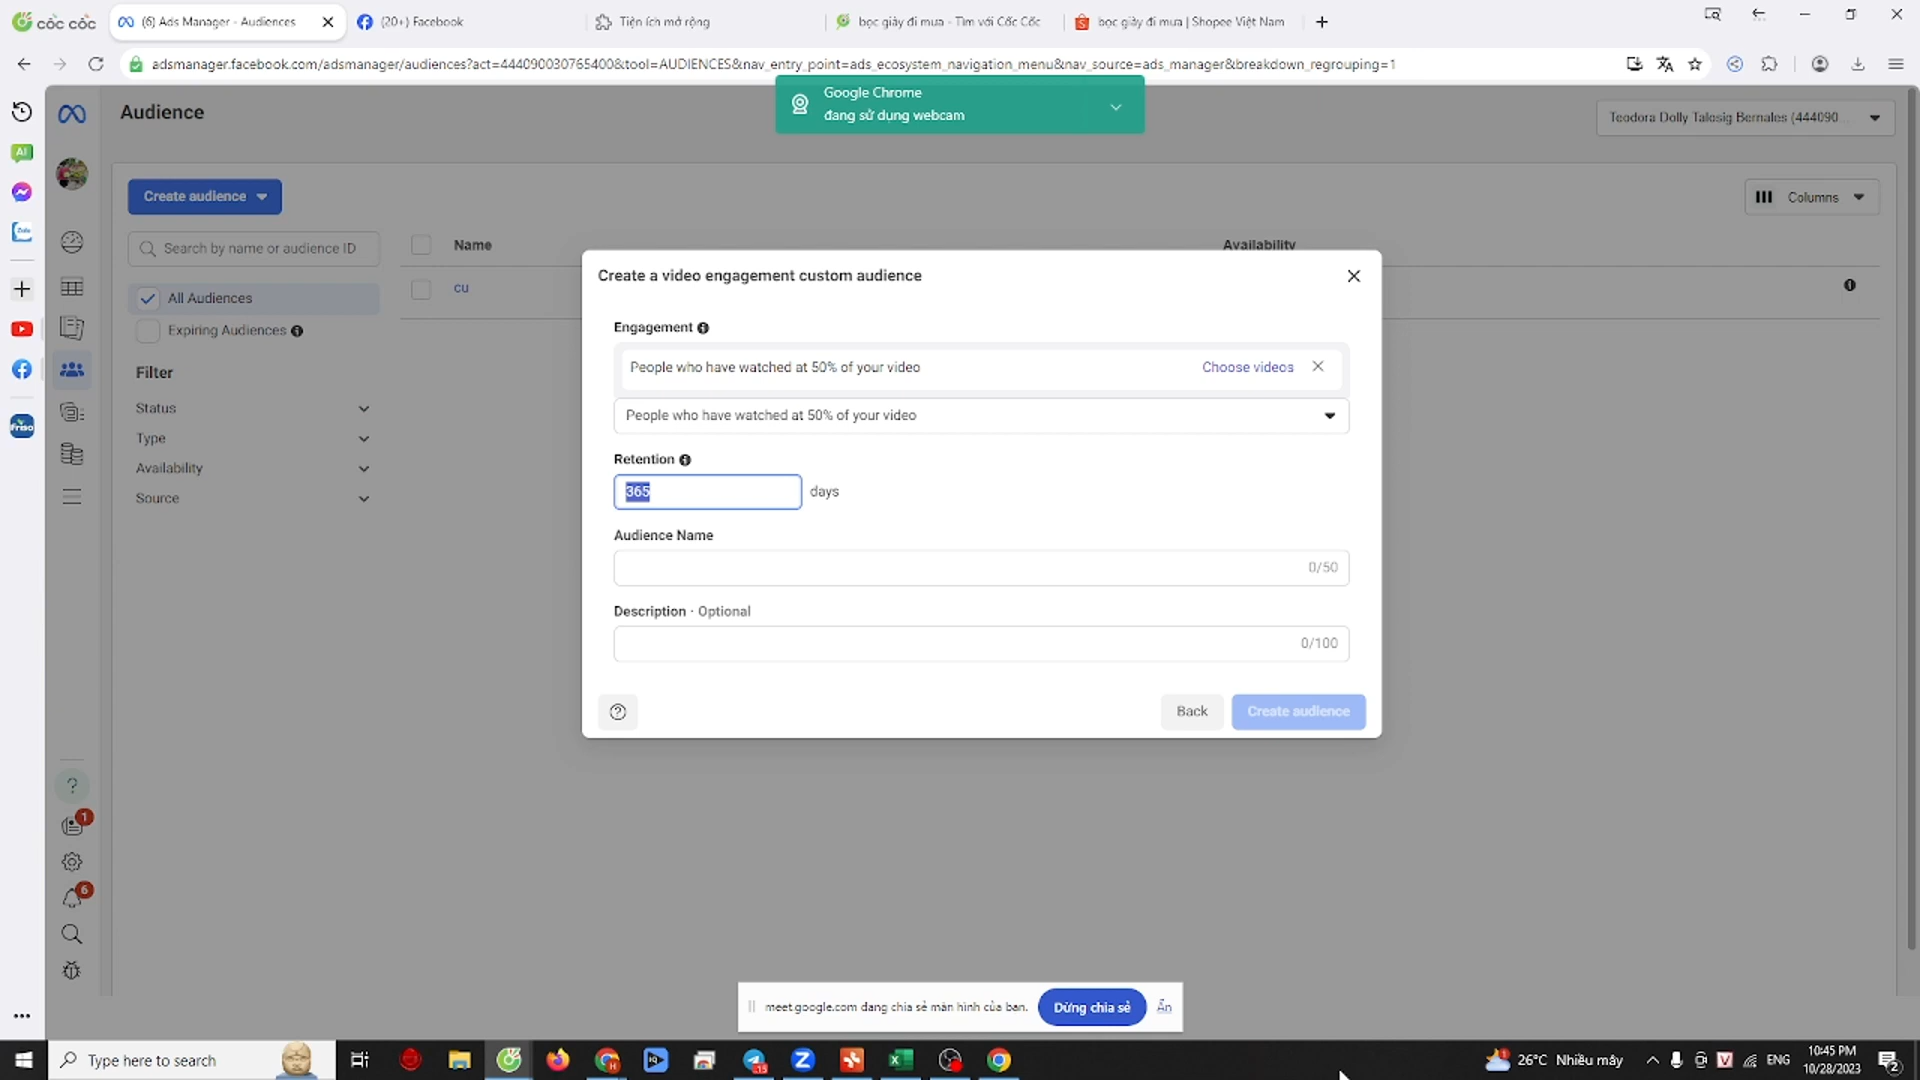 cốc cốc
(6) Ads Manager - Audiences
(20+) Facebook
Tiện ích mở rộng
bọc giày đi mưa - Tìm với Cốc Cốc
bọc giày đi mưa | Shopee Việt Nam
adsmanager.facebook.com/adsmanager/audiences?act=444090030765400&tool=AUDIENCES&nav_entry_point=ads_ecosystem_navigation_menu&nav_source=ads_manager&breakdown_regrouping=1
Google Chrome
đang sử dụng webcam
Audience
Teodora Dolly Talosig Bernales (444090...
Create audience
Columns
Search by name or audience ID
Name
Availability
All Audiences
cu
Expiring Audiences
Filter
Status
Type
Availability
Source
Create a video engagement custom audience
Engagement
People who have watched at 50% of your video
Choose videos
People who have watched at 50% of your video
Retention
365
days
Audience Name
0/50
Description · Optional
0/100
Back
Create audience
AI
Zalo
Friso
1
6
meet.google.com đang chia sẻ màn hình của bạn.
Dừng chia sẻ
Ẩn
Type here to search
13
26°C Nhiều mây
V
ENG
10:45 PM
10/28/2023
2